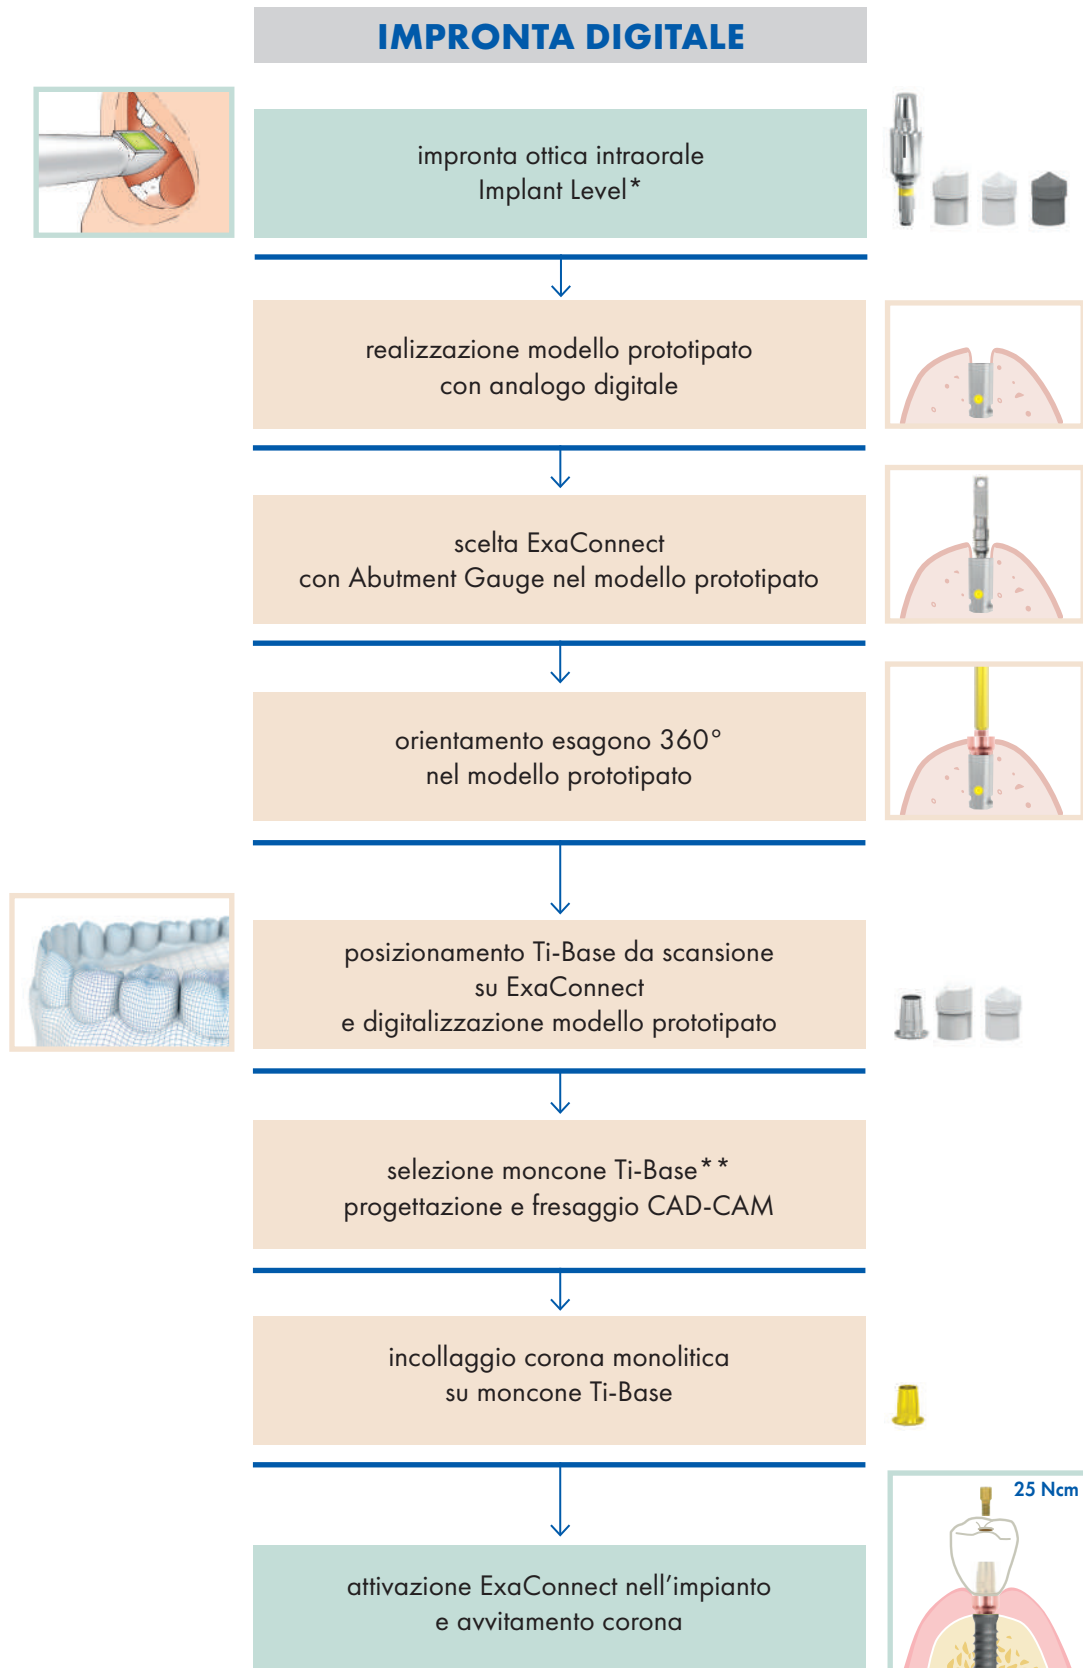 IMPRONTA DIGITALE
impronta ottica intraorale
Implant Level*
realizzazione modello prototipato
con analogo digitale
scelta ExaConnect
con Abutment Gauge nel modello prototipato
orientamento esagono 360°
nel modello prototipato
posizionamento Ti-Base da scansione
su ExaConnect
e digitalizzazione modello prototipato
selezione moncone Ti-Base**
progettazione e fresaggio CAD-CAM
incollaggio corona monolitica
su moncone Ti-Base
25 Ncm
attivazione ExaConnect nell’impianto
e avvitamento corona